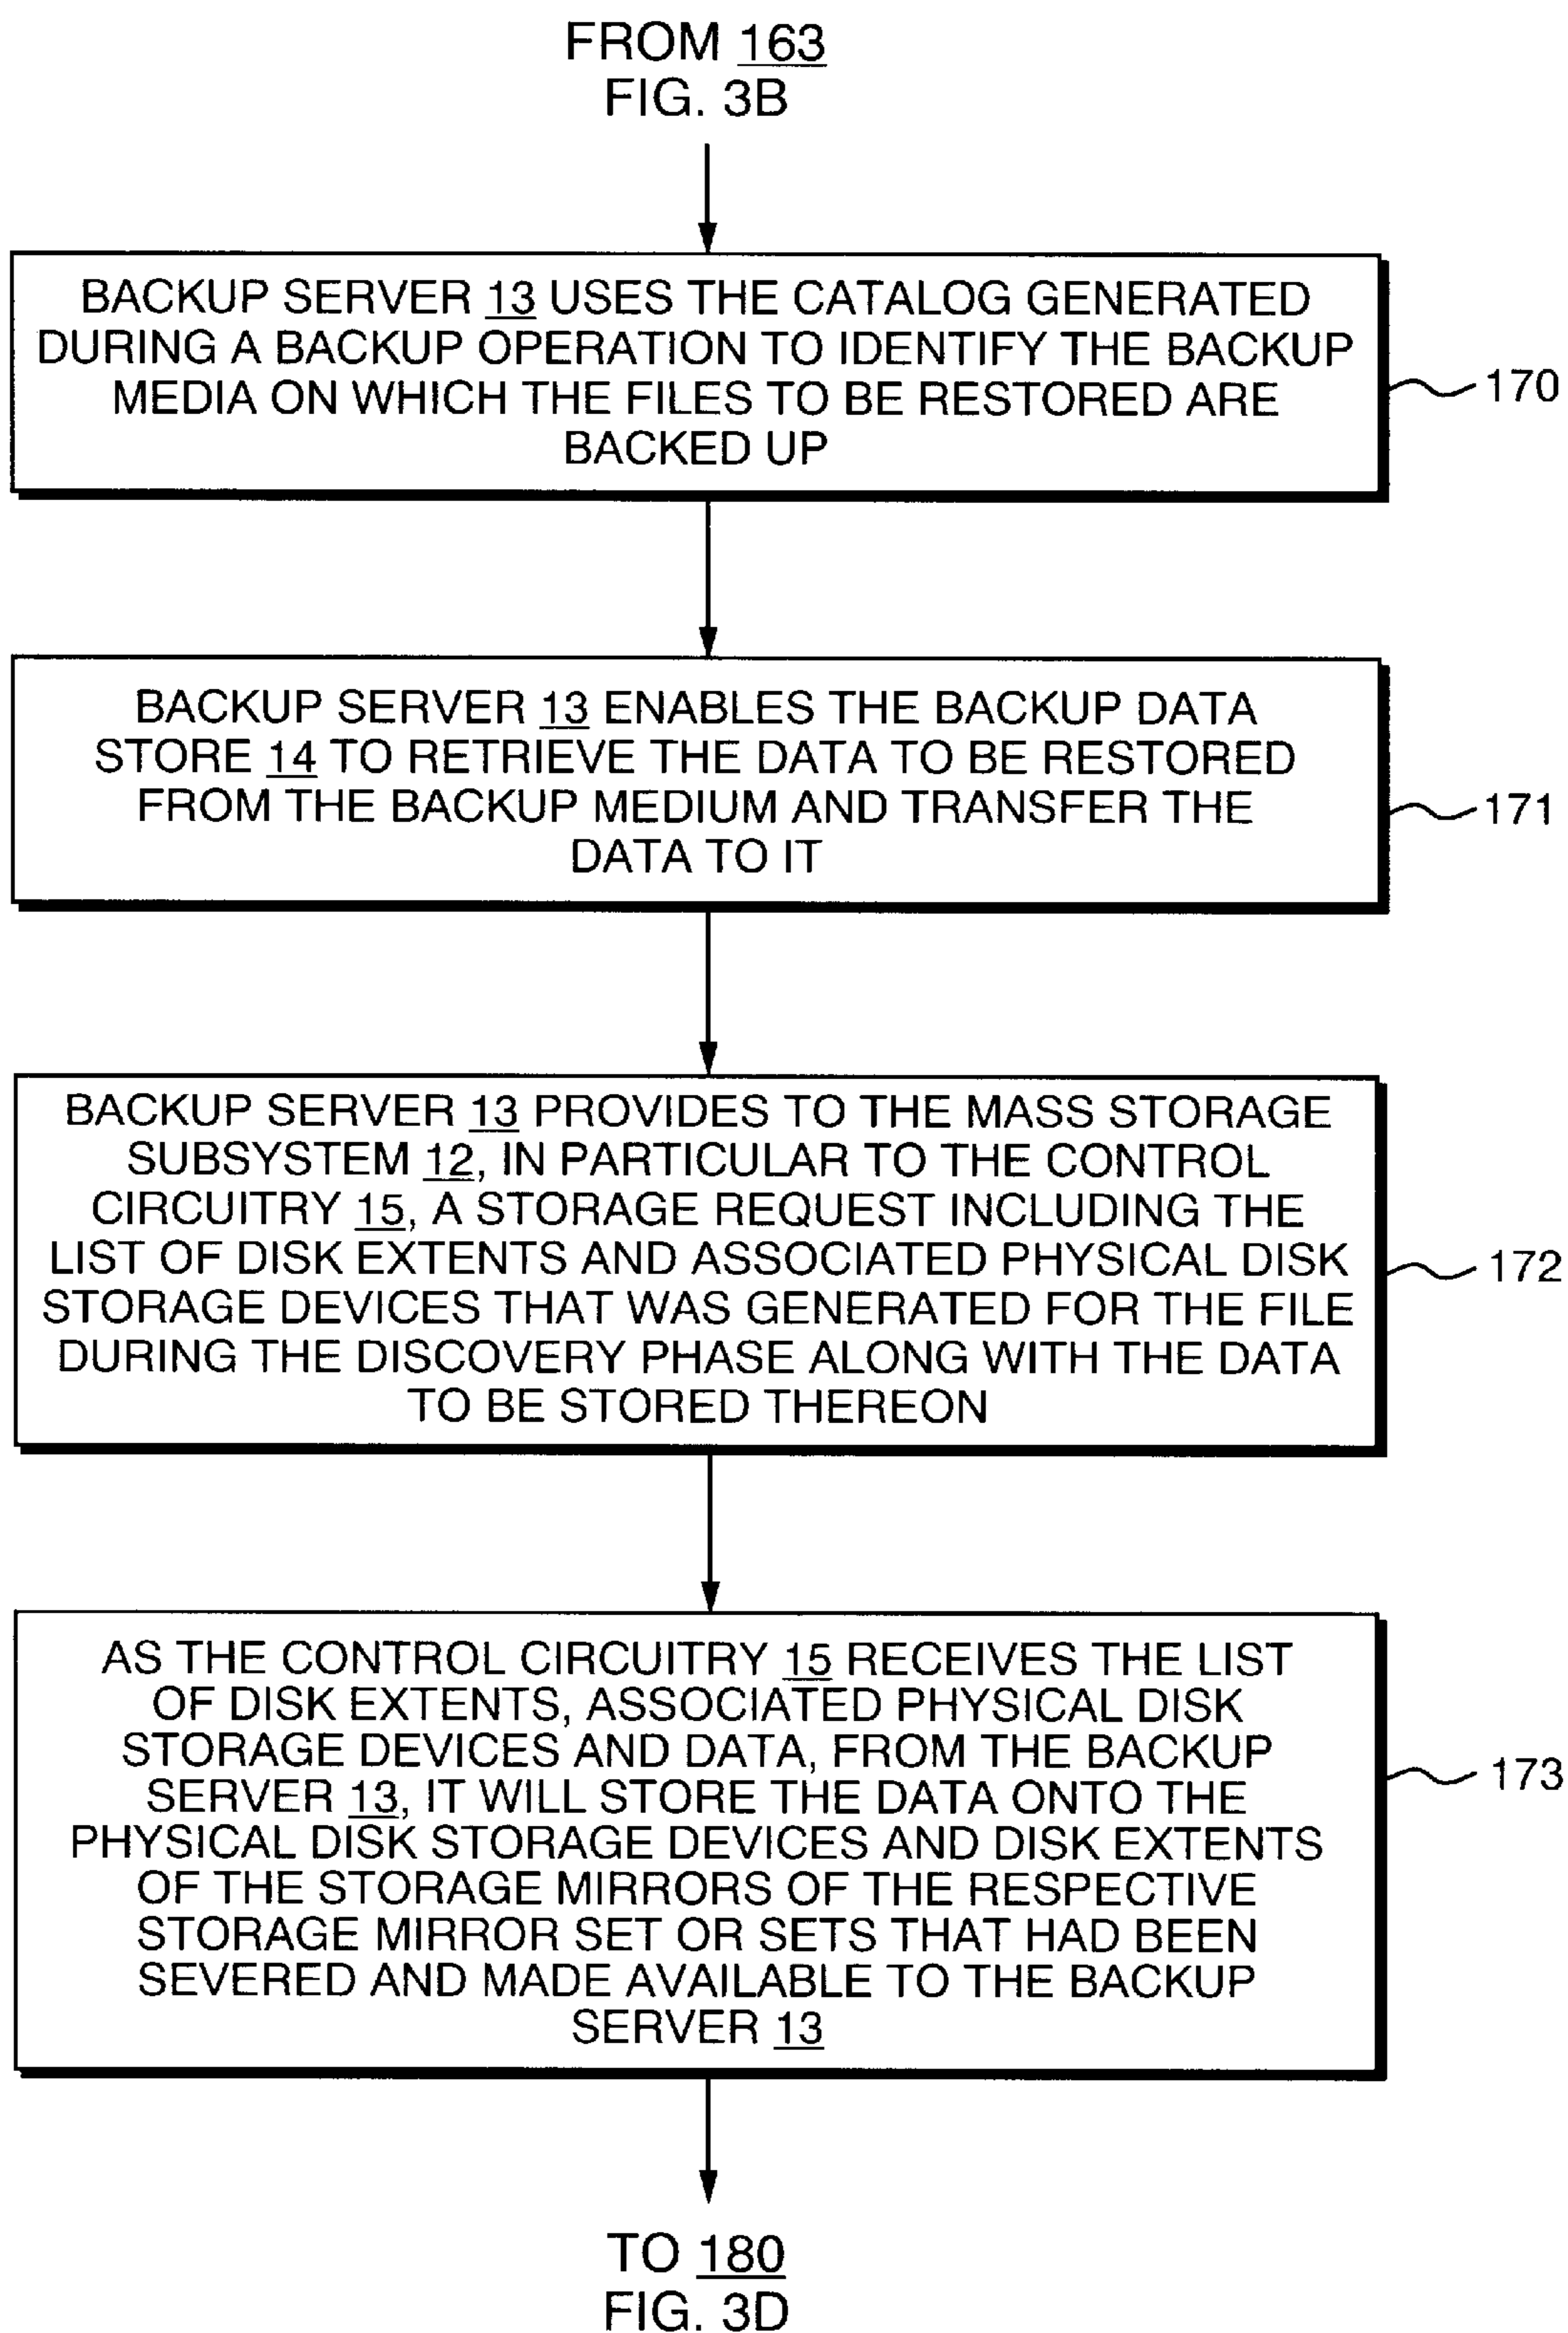 FROM 163
FIG. 3B
BACKUP SERVER 13 USES THE CATALOG GENERATED
DURING A BACKUP OPERATION TO IDENTIFY THE BACKUP
MEDIA ON WHICH THE FILES TO BE RESTORED ARE
BACKED UP
170
BACKUP SERVER 13 ENABLES THE BACKUP DATA
STORE 14 TO RETRIEVE THE DATA TO BE RESTORED
FROM THE BACKUP MEDIUM AND TRANSFER THE
DATA TO IT
171
BACKUP SERVER 13 PROVIDES TO THE MASS STORAGE
SUBSYSTEM 12, IN PARTICULAR TO THE CONTROL
CIRCUITRY 15, A STORAGE REQUEST INCLUDING THE
LIST OF DISK EXTENTS AND ASSOCIATED PHYSICAL DISK
STORAGE DEVICES THAT WAS GENERATED FOR THE FILE
DURING THE DISCOVERY PHASE ALONG WITH THE DATA
TO BE STORED THEREON
172
AS THE CONTROL CIRCUITRY 15 RECEIVES THE LIST
OF DISK EXTENTS, ASSOCIATED PHYSICAL DISK
STORAGE DEVICES AND DATA, FROM THE BACKUP
SERVER 13, IT WILL STORE THE DATA ONTO THE
PHYSICAL DISK STORAGE DEVICES AND DISK EXTENTS
OF THE STORAGE MIRRORS OF THE RESPECTIVE
STORAGE MIRROR SET OR SETS THAT HAD BEEN
SEVERED AND MADE AVAILABLE TO THE BACKUP
SERVER 13
173
TO 180
FIG. 3D